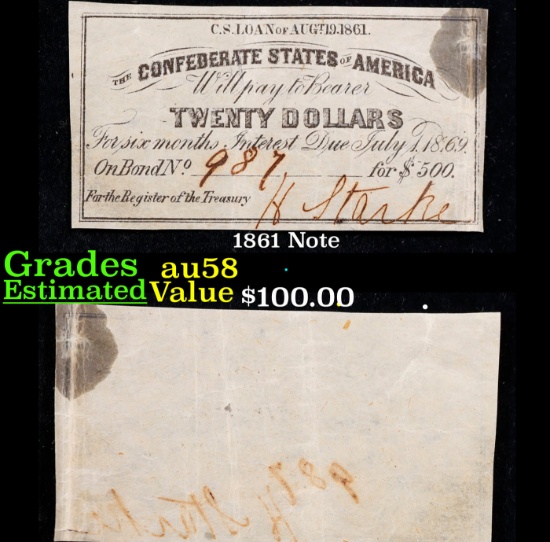 C.S. LOAN OF AUGT. 19. 1861.
THE CONFEDERATE STATES OF AMERICA
Will pay to Bearer
TWENTY DOLLARS
For six months Interest Due July 1, 1869.
On Bond No. 987 for $500.
For the Register of the Treasury H Starke
1861 Note
Grades au58
Estimated Value $100.00
987 H Starke